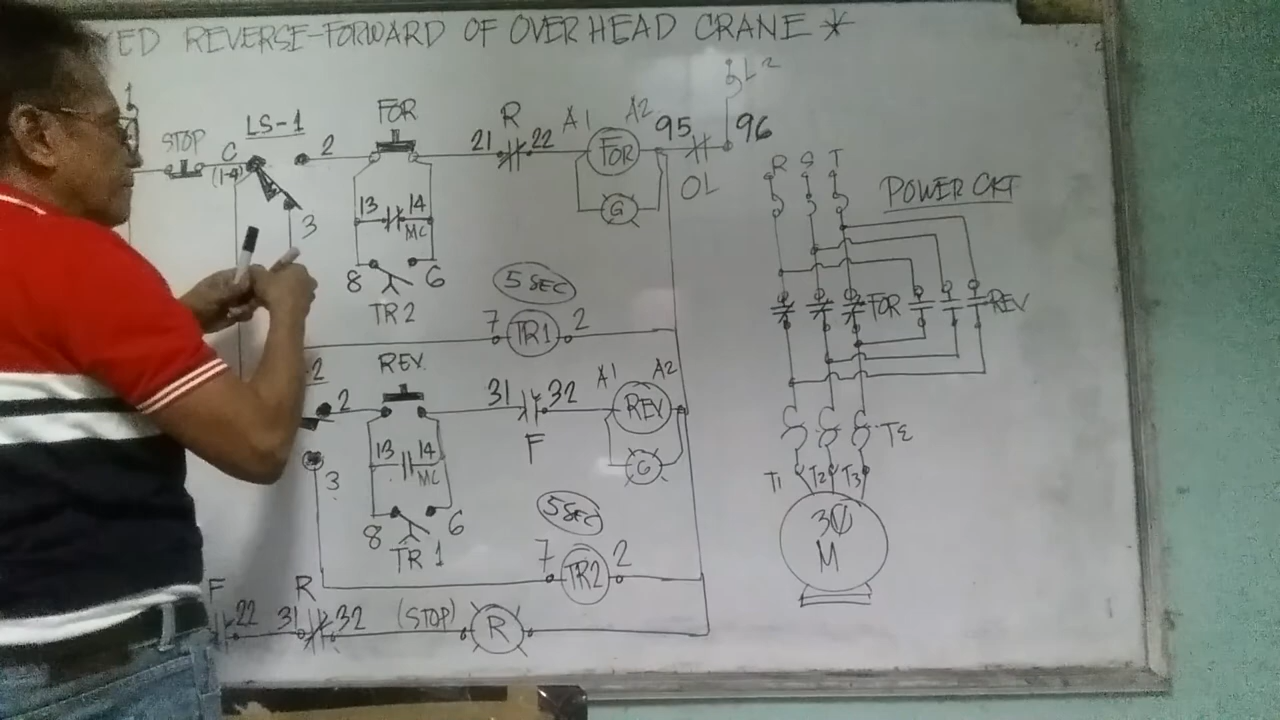 YED REVERSE-FORWARD OF OVERHEAD CRANE *
1
L2
STOP C LS-1 2 FOR 21 R 22 A1 FOR A2 95 96
(1-4)
OL
3
13 14
MC
G
8 6
TR2
5 SEC
7 TR1 2
2
2 REV. 31 32 A1 REV A2
F
3
13 14
MC
G
8 6
TR 1
5 SEC
7 TR2 2
F 22 31 R 32 (STOP) R
R S T
POWER CKT
FOR REV
T1 T2 T3
3Ø
M